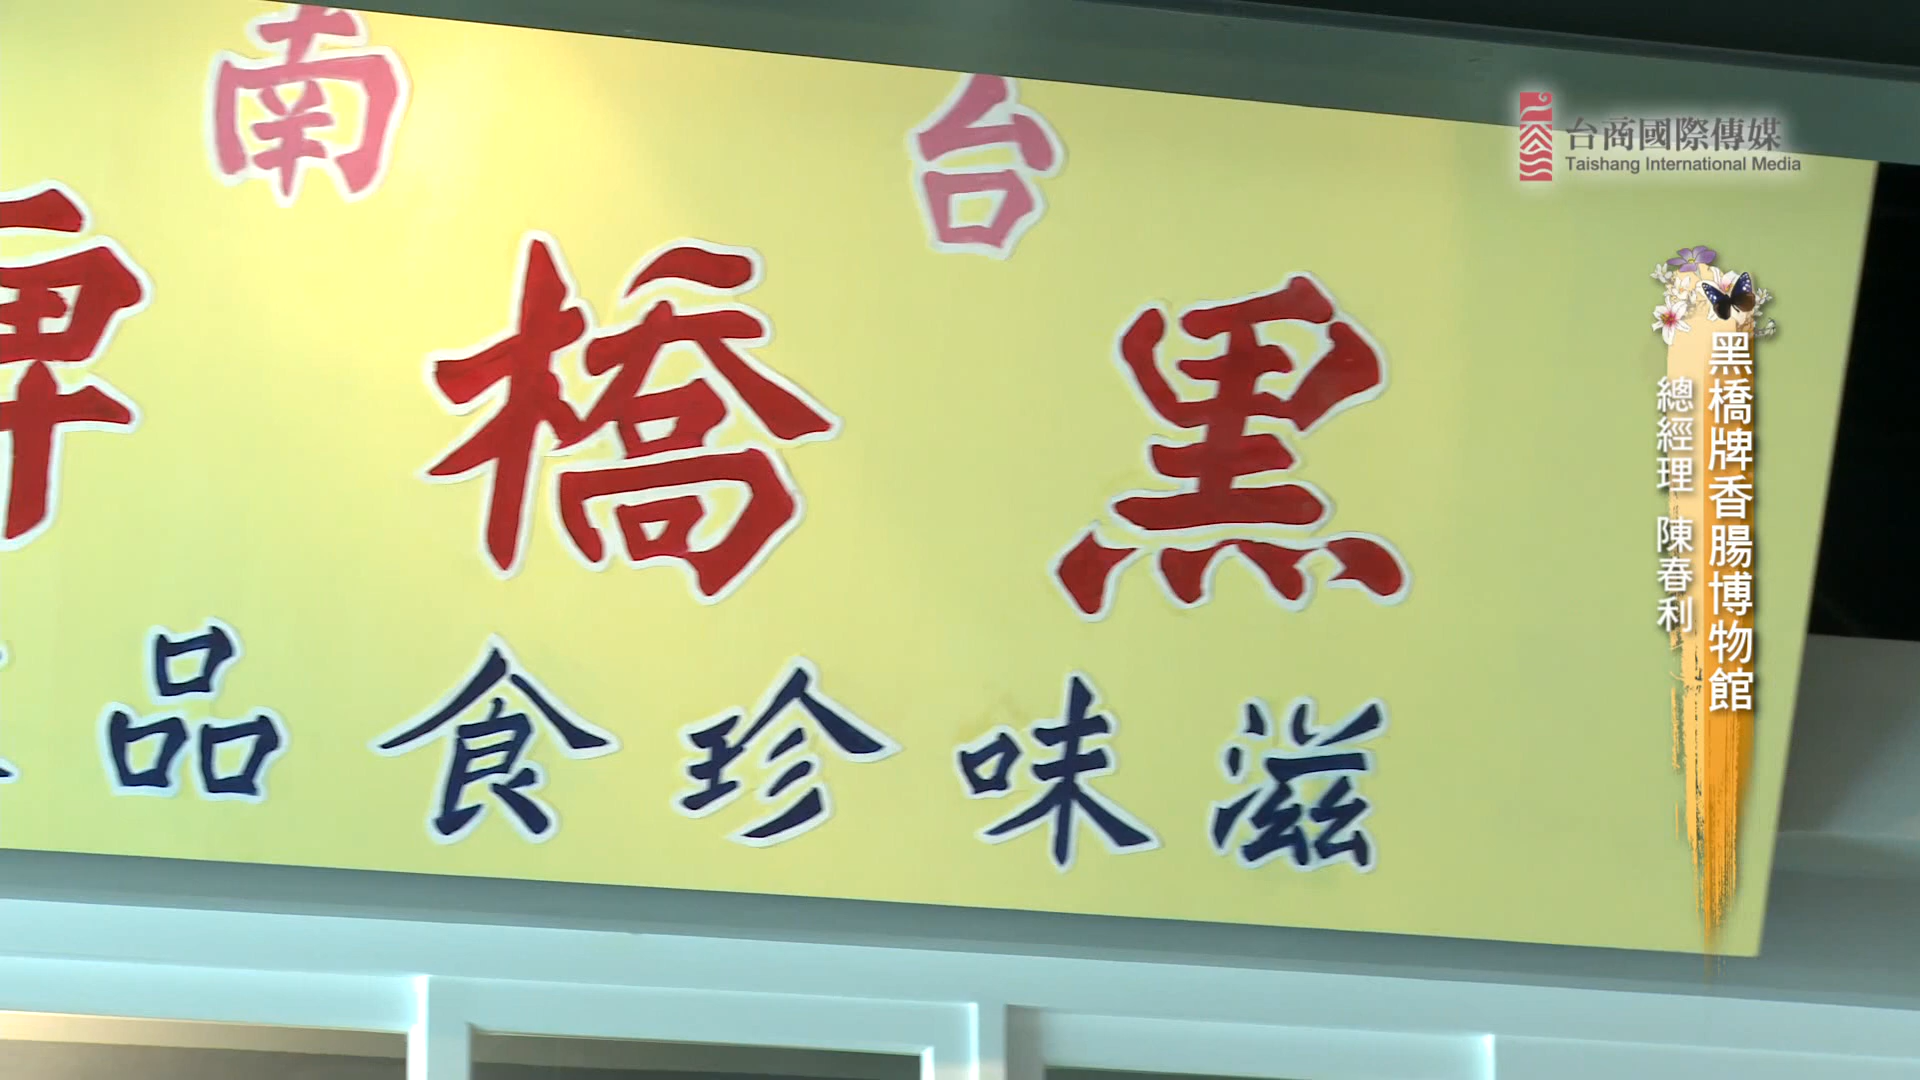 台南
黑橋牌
滋味珍食品
台商國際傳媒
Taishang International Media
黑橋牌香腸博物館
總經理 陳春利